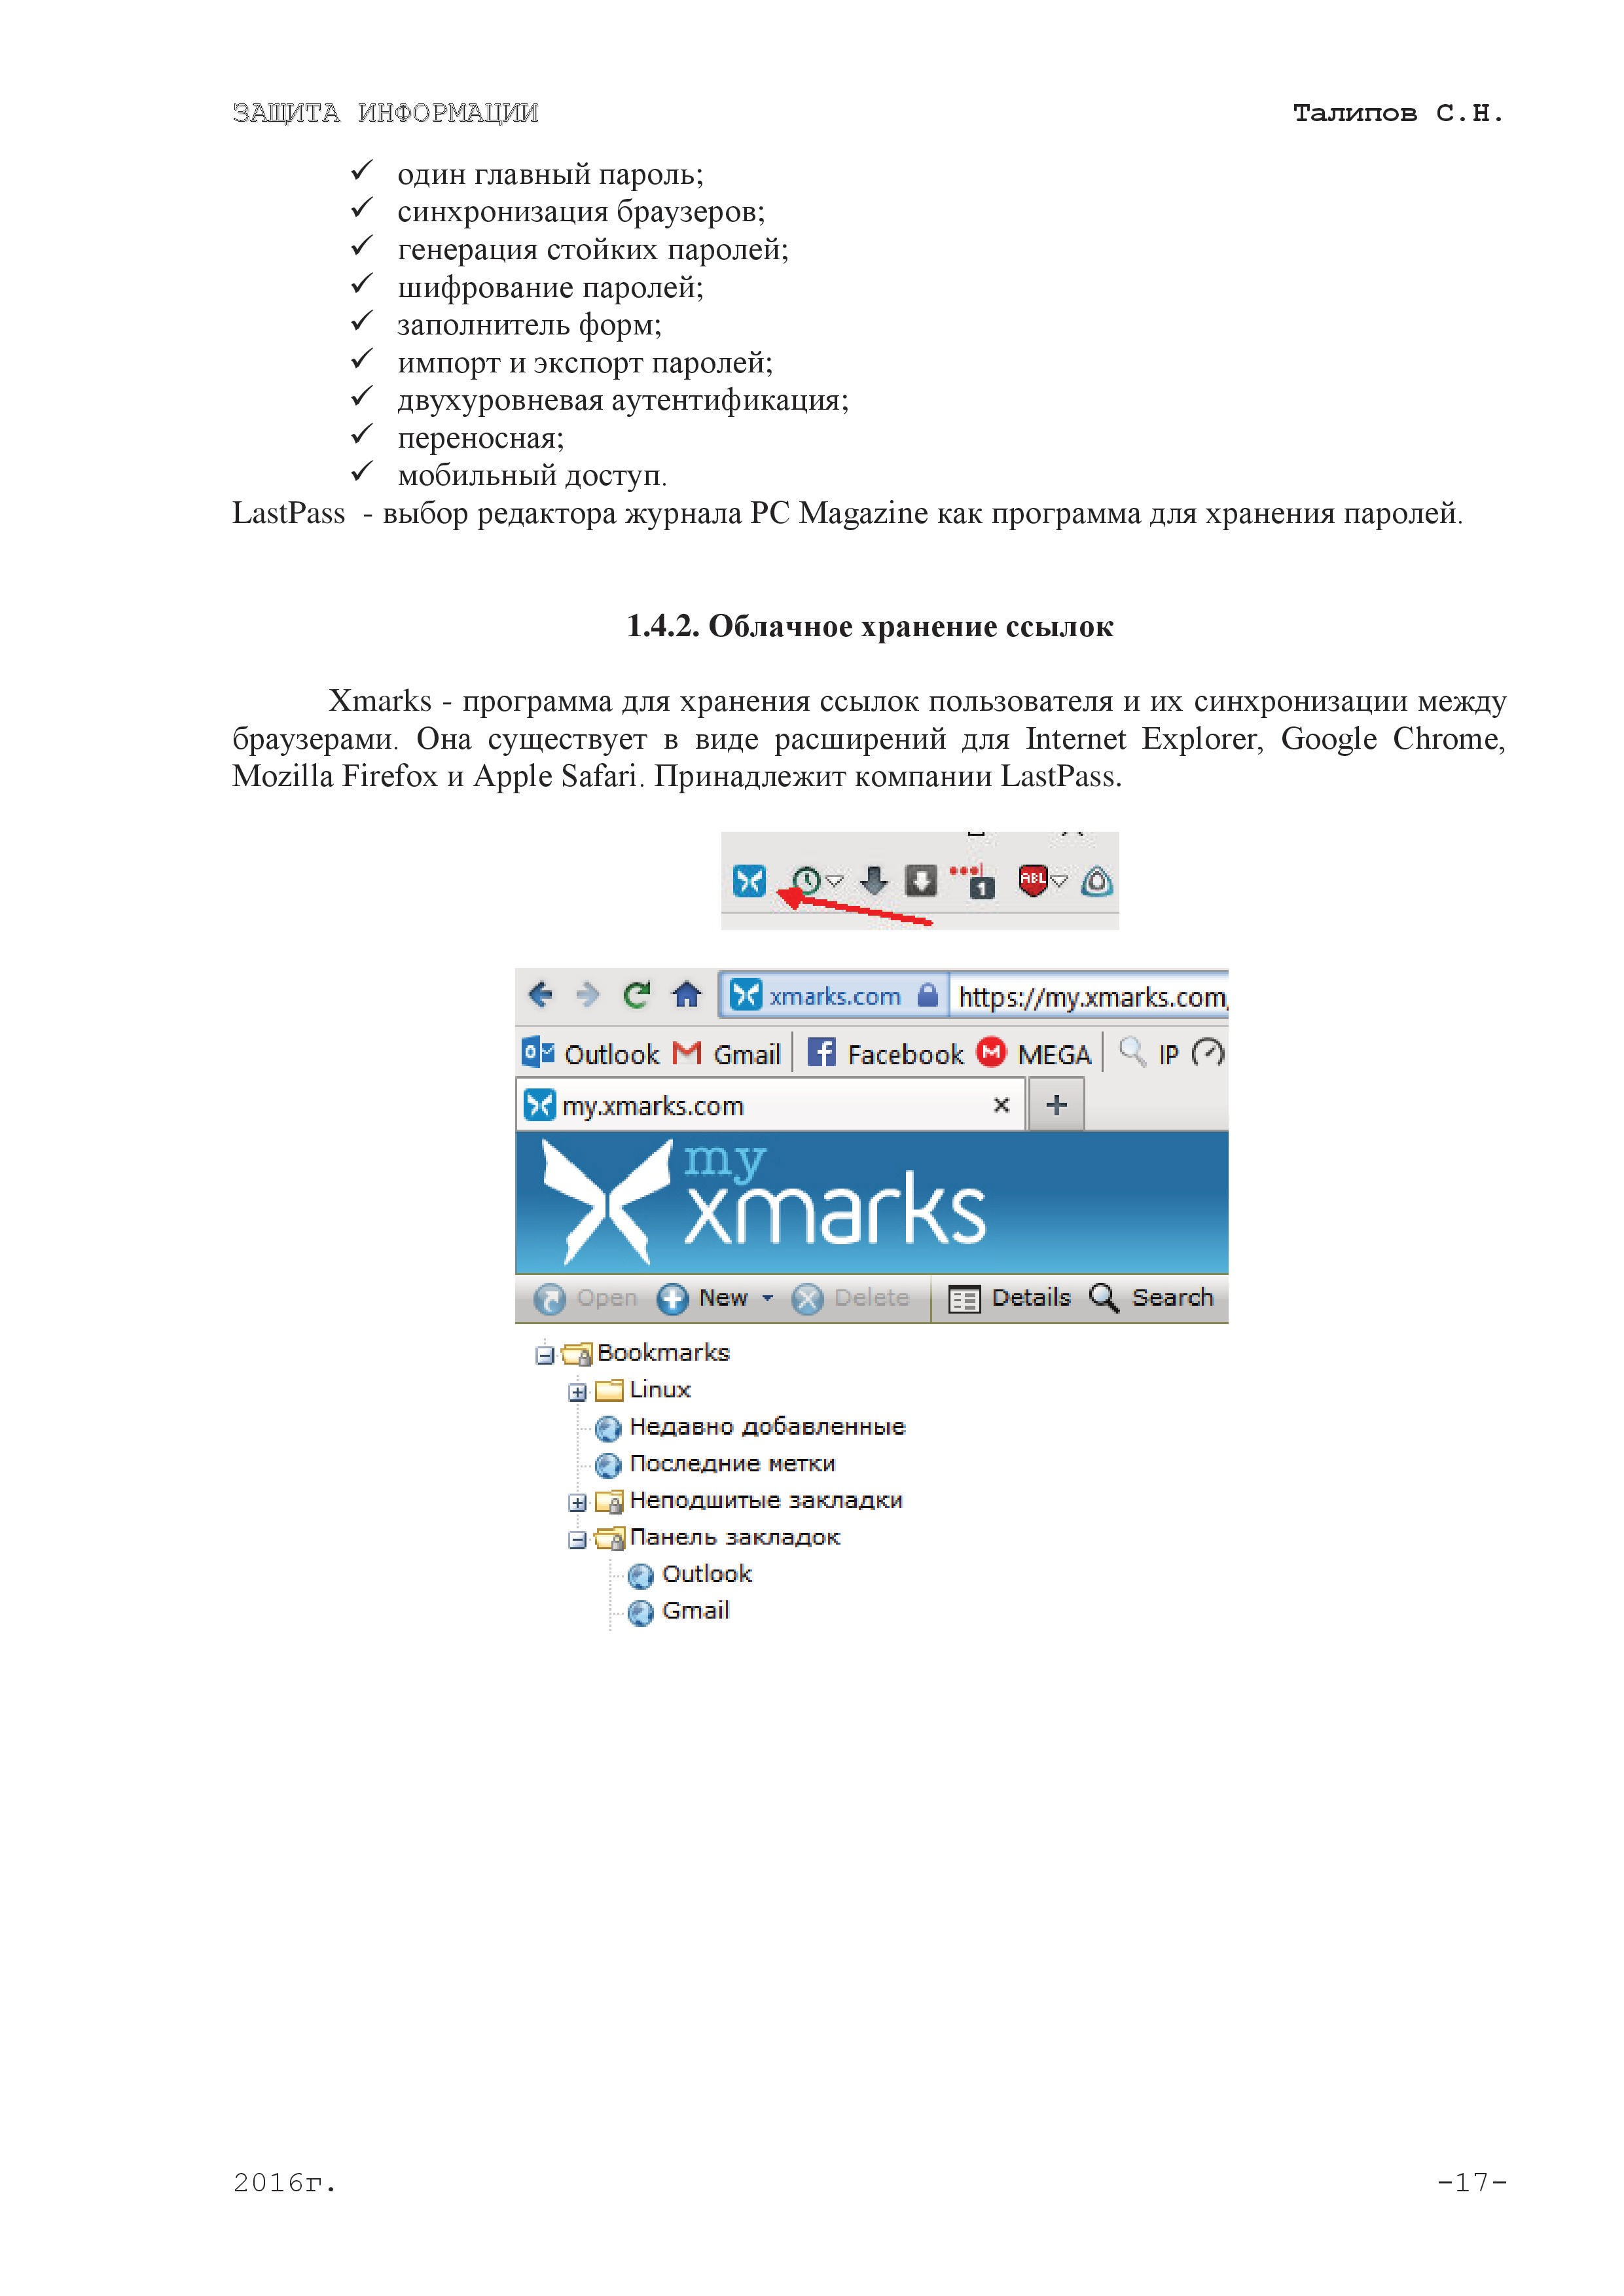 ЗАЩИТА ИНФОРМАЦИИ Талипов С.Н.
✓ один главный пароль;
✓ синхронизация браузеров;
✓ генерация стойких паролей;
✓ шифрование паролей;
✓ заполнитель форм;
✓ импорт и экспорт паролей;
✓ двухуровневая аутентификация;
✓ переносная;
✓ мобильный доступ.
LastPass - выбор редактора журнала PC Magazine как программа для хранения паролей.
1.4.2. Облачное хранение ссылок
Xmarks - программа для хранения ссылок пользователя и их синхронизации между
браузерами. Она существует в виде расширений для Internet Explorer, Google Chrome,
Mozilla Firefox и Apple Safari. Принадлежит компании LastPass.
1 ABL
xmarks.com https://my.xmarks.com/
Outlook Gmail Facebook MEGA IP
my.xmarks.com × +
my
xmarks
Open New Delete Details Search
Bookmarks
Linux
Недавно добавленные
Последние метки
Неподшитые закладки
Панель закладок
Outlook
Gmail
2016г. -17-